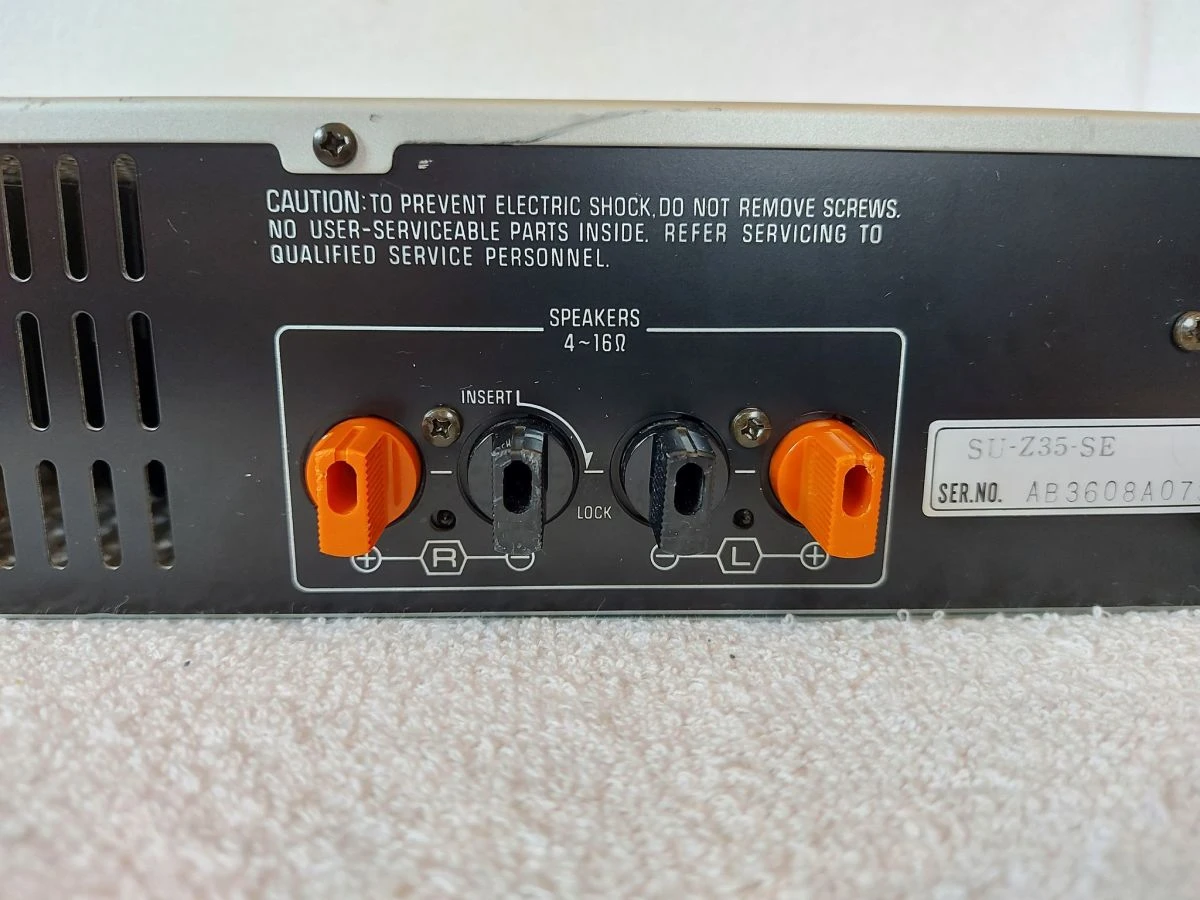 CAUTION: TO PREVENT ELECTRIC SHOCK, DO NOT REMOVE SCREWS.
NO USER-SERVICEABLE PARTS INSIDE. REFER SERVICING TO
QUALIFIED SERVICE PERSONNEL.
SPEAKERS
4~16Ω
INSERT
LOCK
+ R − − L +
SU-Z35-SE
SER.NO. AB3608A07